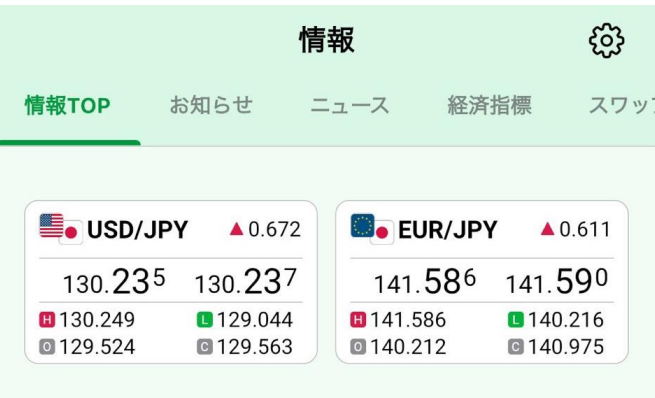 情報
情報TOP お知らせ ニュース 経済指標 スワッ
USD/JPY ▲0.672
130.235 130.237
H 130.249 L 129.044
O 129.524 C 129.563
EUR/JPY ▲0.611
141.586 141.590
H 141.586 L 140.216
O 140.212 C 140.975